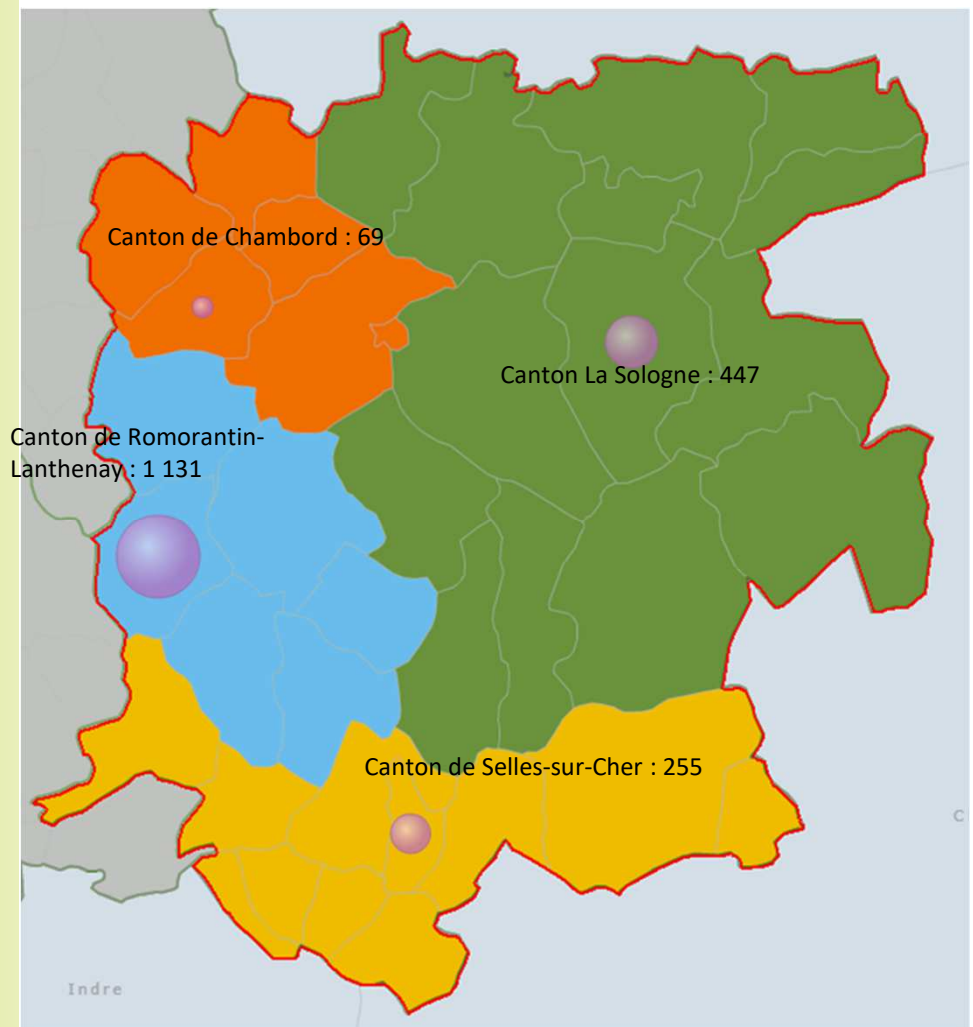 Canton de Chambord : 69
Canton La Sologne : 447
Canton de Romorantin-
Lanthenay : 1 131
Canton de Selles-sur-Cher : 255
C
Indre